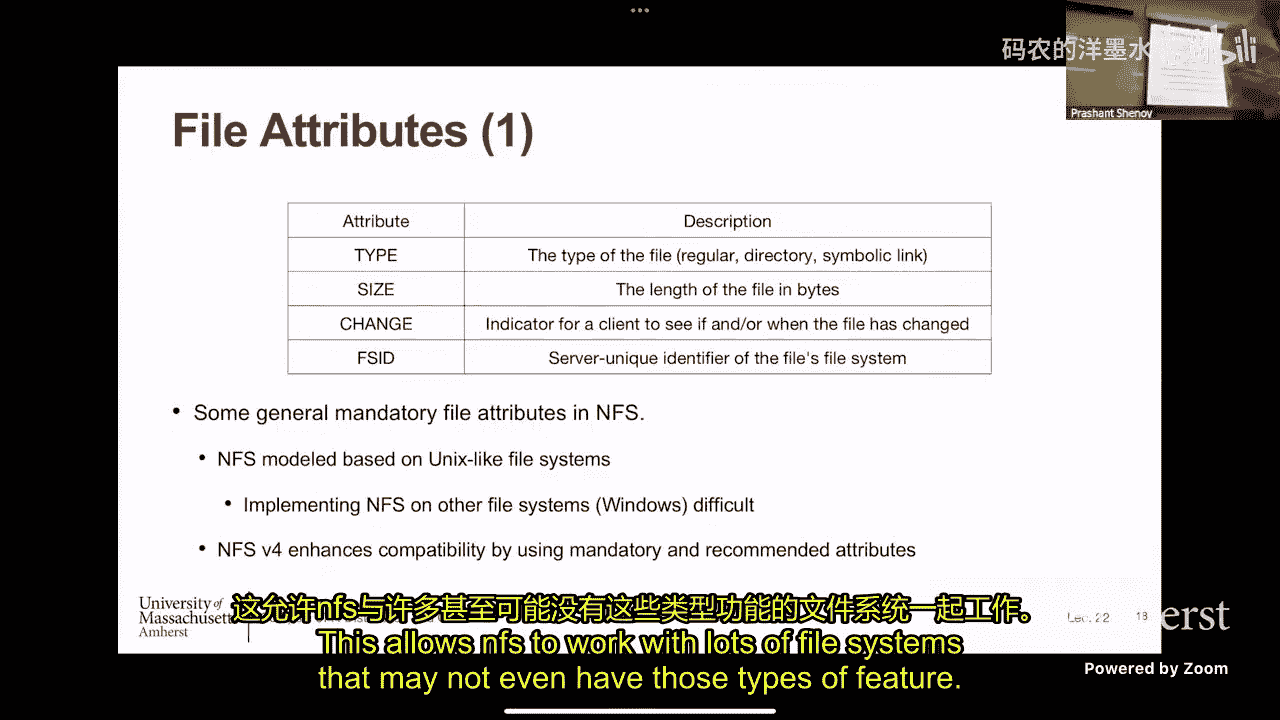 码农的洋墨水
bili
Prashant Shenoy
File Attributes (1)
Attribute Description
TYPE The type of the file (regular, directory, symbolic link)
SIZE The length of the file in bytes
CHANGE Indicator for a client to see if and/or when the file has changed
FSID Server-unique identifier of the file's file system
• Some general mandatory file attributes in NFS.
• NFS modeled based on Unix-like file systems
• Implementing NFS on other file systems (Windows) difficult
• NFS v4 enhances compatibility by using mandatory and recommended attributes
University of
Massachusetts
Amherst
Lec. 22 18
erst
这允许nfs与许多甚至可能没有这些类型功能的文件系统一起工作。
This allows nfs to work with lots of file systems
that may not even have those types of feature.
Powered by Zoom